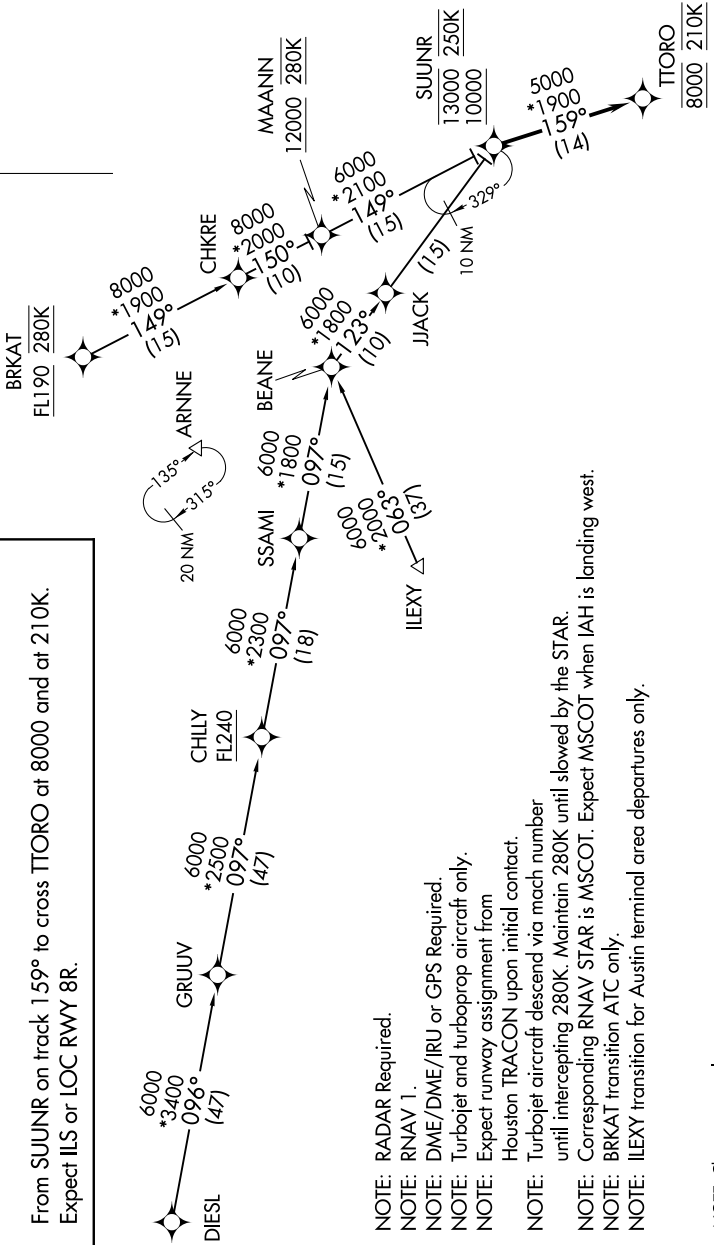 From SUUNR on track 159° to cross TTORO at 8000 and at 210K.
Expect ILS or LOC RWY 8R.
BRKAT
FL190 280K
8000
*1900
149°
(15)
CHKRE
8000
*2000
150°
(10)
MAANN
12000 280K
6000
*2100
149°
(15)
SUUNR
13000 250K
10000
329°
10 NM
5000
*1900
159°
(14)
TTORO
8000 210K
ARNNE
135°
315°
20 NM
DIESL
6000
*3400
096°
(47)
GRUUV
6000
*2500
097°
(47)
CHLLY
FL240
6000
*2300
097°
(18)
SSAMI
6000
*1800
097°
(15)
BEANE
6000
*1800
123°
(10)
JJACK
(15)
ILEXY
6000
*2000
063°
(37)
NOTE: RADAR Required.
NOTE: RNAV 1.
NOTE: DME/DME/IRU or GPS Required.
NOTE: Turbojet and turboprop aircraft only.
NOTE: Expect runway assignment from
Houston TRACON upon initial contact.
NOTE: Turbojet aircraft descend via mach number
until intercepting 280K. Maintain 280K until slowed by the STAR.
NOTE: Corresponding RNAV STAR is MSCOT. Expect MSCOT when IAH is landing west.
NOTE: BRKAT transition ATC only.
NOTE: ILEXY transition for Austin terminal area departures only.